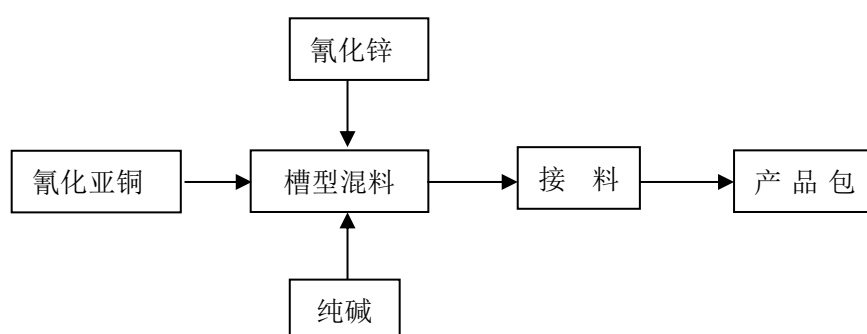 氰化锌
氰化亚铜
槽型混料
接 料
产 品 包
纯碱